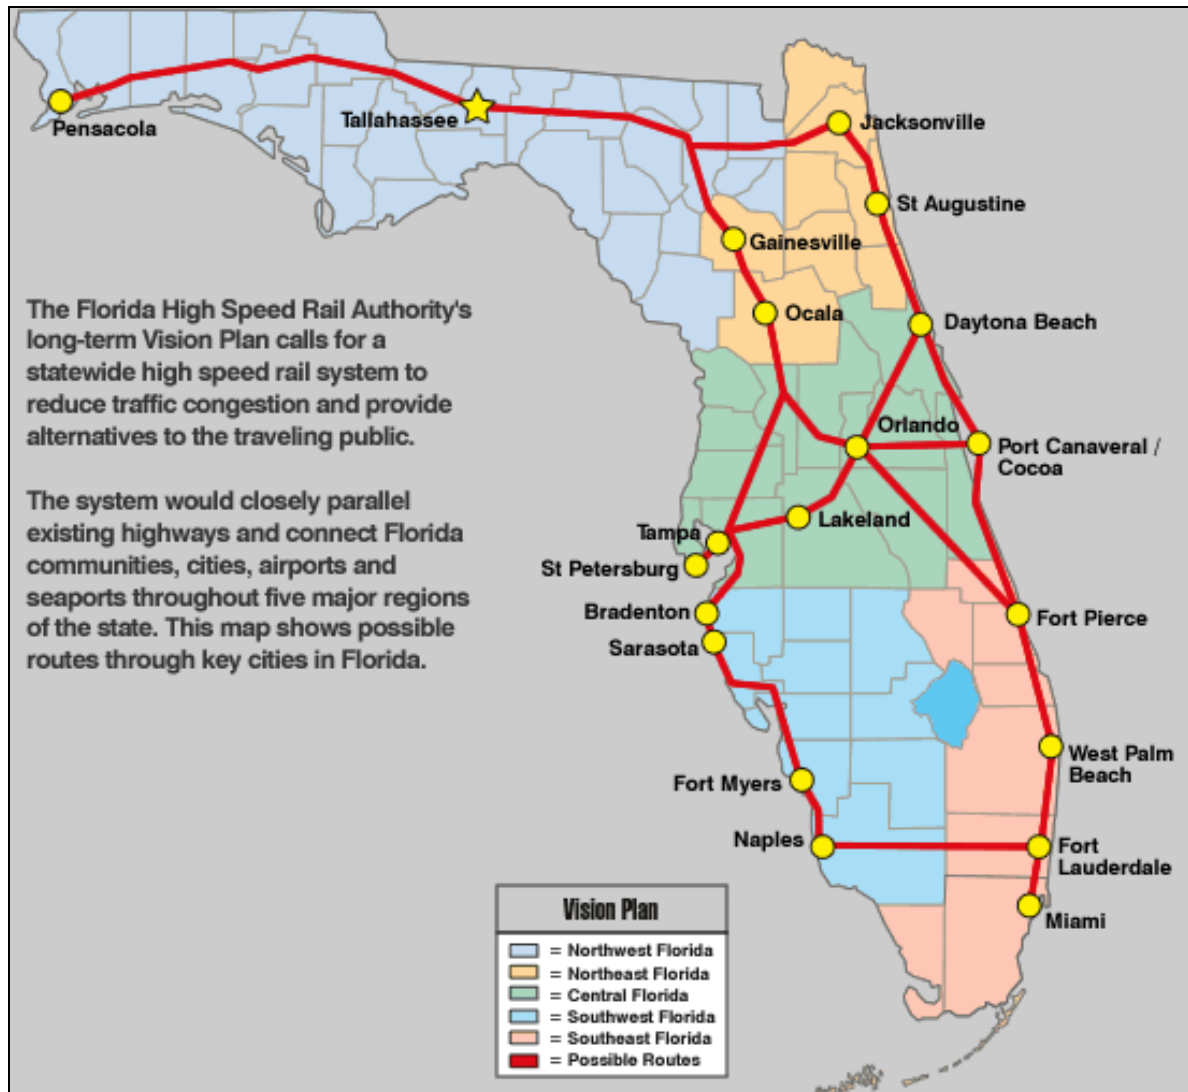 Pensacola
Tallahassee
Jacksonville
St Augustine
Gainesville
Ocala
Daytona Beach
The Florida High Speed Rail Authority's
long-term Vision Plan calls for a
statewide high speed rail system to
reduce traffic congestion and provide
alternatives to the traveling public.
The system would closely parallel
existing highways and connect Florida
communities, cities, airports and
seaports throughout five major regions
of the state. This map shows possible
routes through key cities in Florida.
Orlando
Port Canaveral /
Cocoa
Lakeland
Tampa
St Petersburg
Bradenton
Sarasota
Fort Pierce
West Palm
Beach
Fort Myers
Naples
Fort
Lauderdale
Miami
Vision Plan
= Northwest Florida
= Northeast Florida
= Central Florida
= Southwest Florida
= Southeast Florida
= Possible Routes